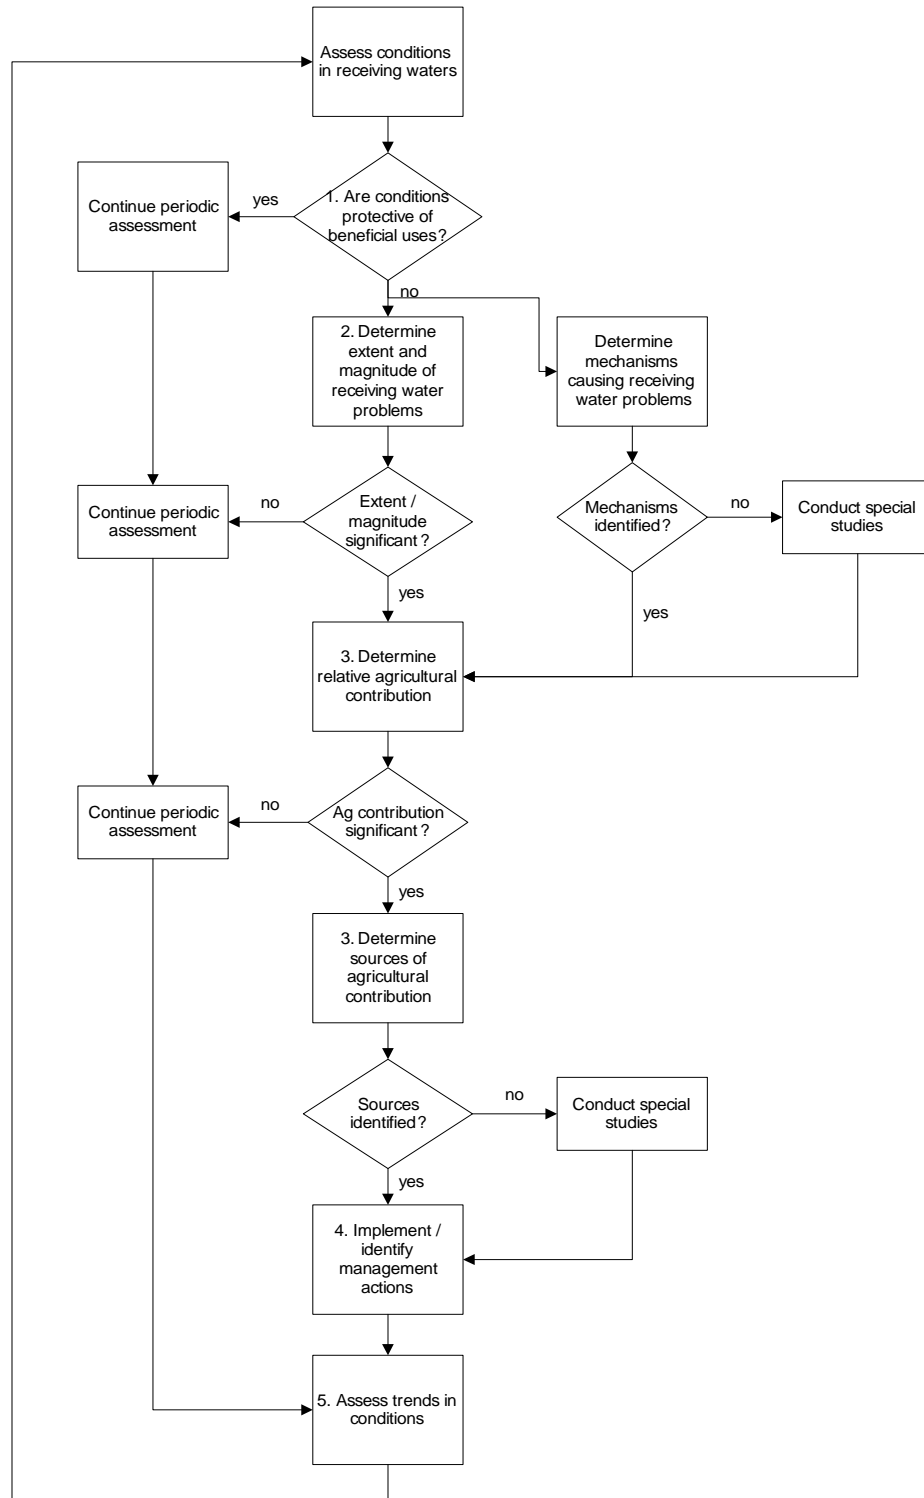 Assess conditions
in receiving waters
Continue periodic
assessment
yes
1. Are conditions
protective of
beneficial uses?
no
2. Determine
extent and
magnitude of
receiving water
problems
Determine
mechanisms
causing receiving
water problems
Continue periodic
assessment
no
Extent /
magnitude
significant?
Mechanisms
identified?
no
Conduct special
studies
yes
yes
3. Determine
relative agricultural
contribution
Continue periodic
assessment
no
Ag contribution
significant?
yes
3. Determine
sources of
agricultural
contribution
Sources
identified?
no
Conduct special
studies
yes
4. Implement /
identify
management
actions
5. Assess trends in
conditions